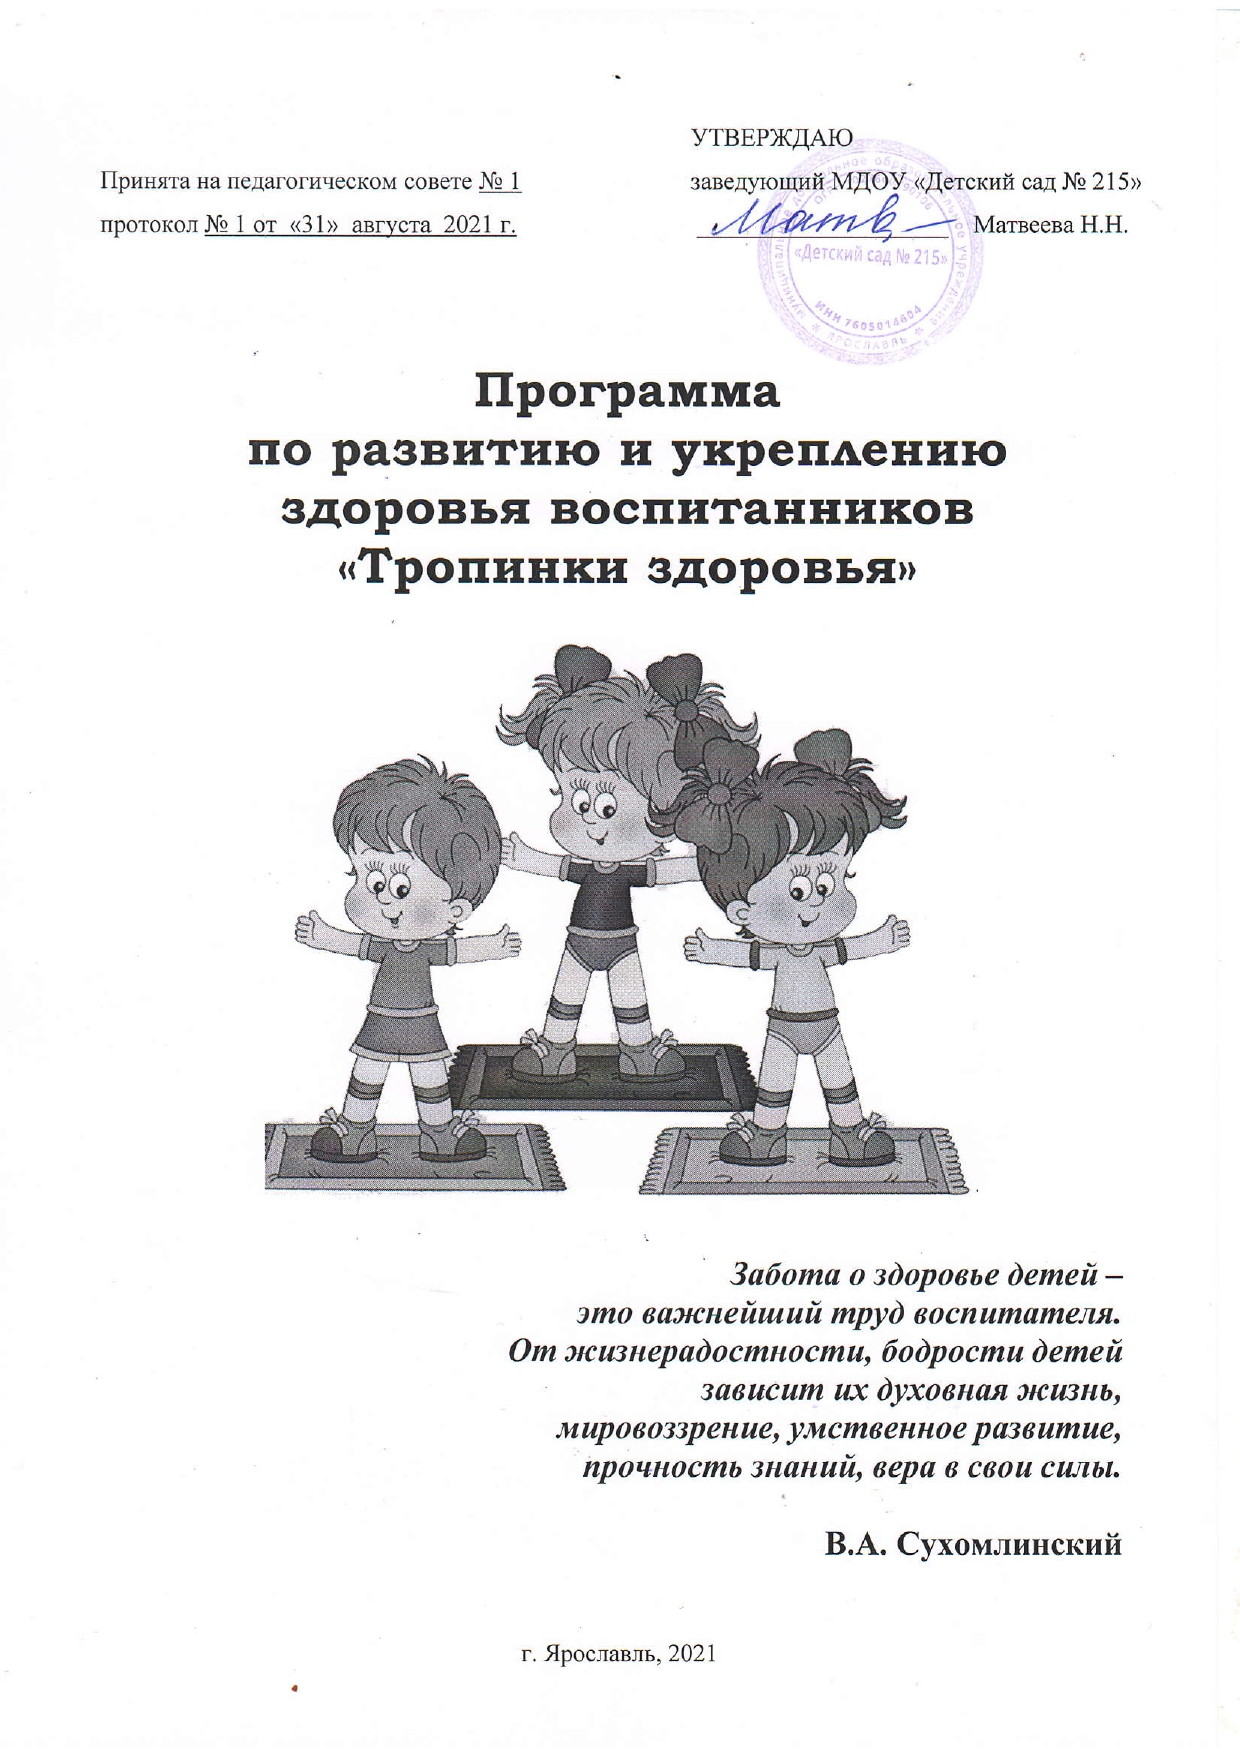 УТВЕРЖДАЮ
Принята на педагогическом совете № 1
заведующий МДОУ «Детский сад № 215»
протокол № 1 от «31» августа 2021 г.
Матвеева Н.Н.
«Детский сад № 215»
ИНН 7605014604
ЯРОСЛАВЛЬ
Программа
по развитию и укреплению
здоровья воспитанников
«Тропинки здоровья»
Забота о здоровье детей –
это важнейший труд воспитателя.
От жизнерадостности, бодрости детей
зависит их духовная жизнь,
мировоззрение, умственное развитие,
прочность знаний, вера в свои силы.
В.А. Сухомлинский
г. Ярославль, 2021